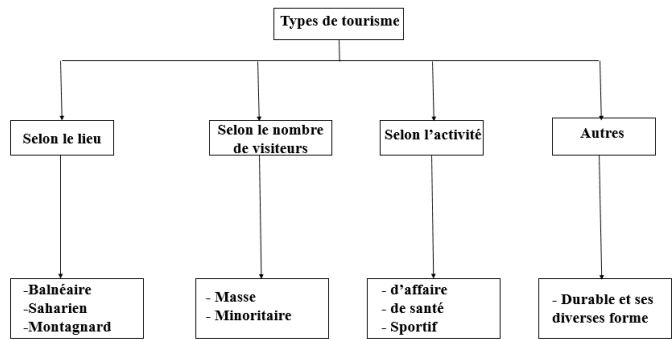 Types de tourisme
Selon le lieu
Selon le nombre
de visiteurs
Selon l'activité
Autres
-Balnéaire
-Saharien
-Montagnard
- Masse
- Minoritaire
- d'affaire
- de santé
- Sportif
- Durable et ses
diverses forme